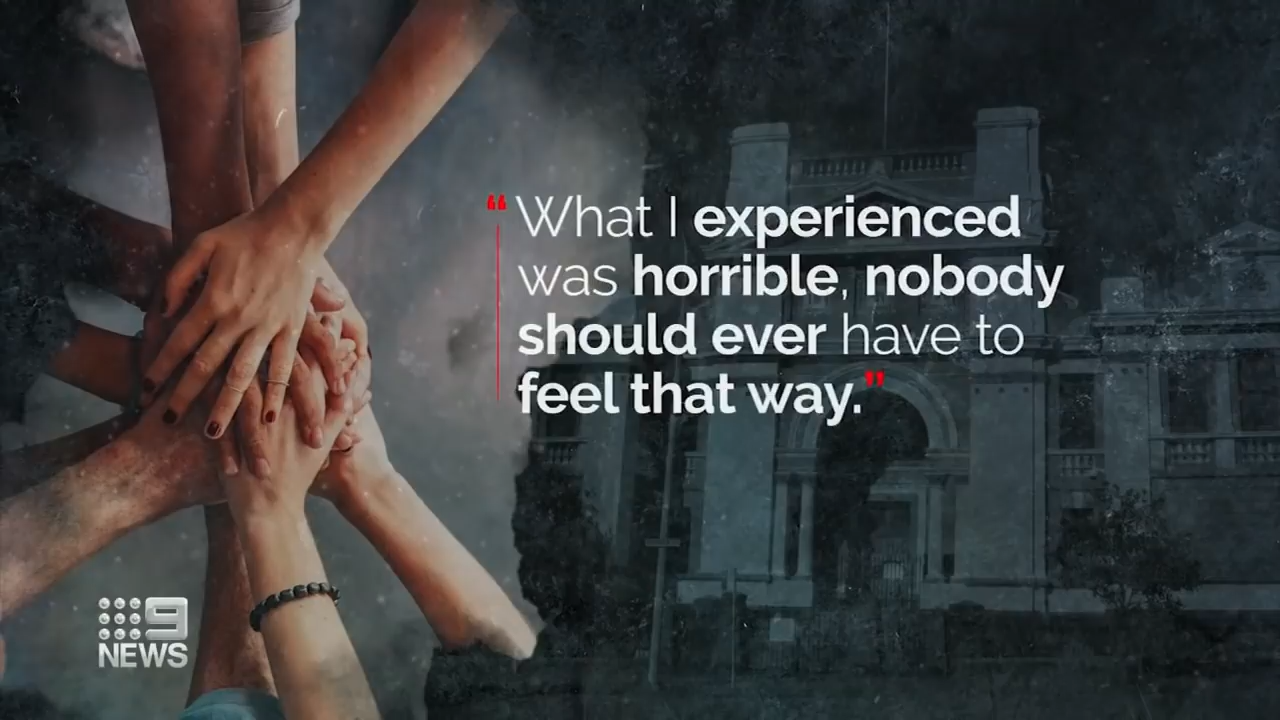 “What I experienced
was horrible, nobody
should ever have to
feel that way.”
9
NEWS